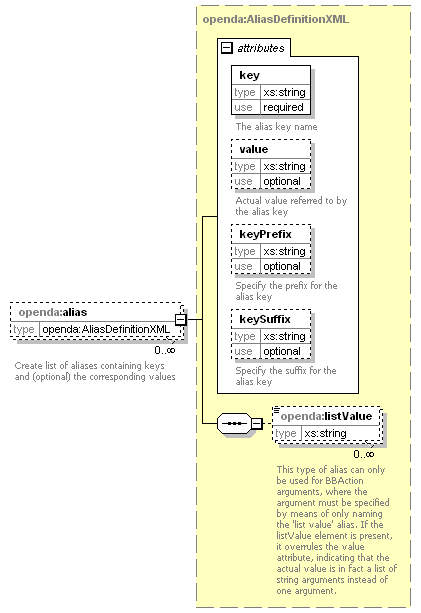 openda:AliasDefinitionXML
attributes
key
type xs:string
use required
The alias key name
value
type xs:string
use optional
Actual value referred to by
the alias key
keyPrefix
type xs:string
use optional
Specify the prefix for the
alias key
keySuffix
type xs:string
use optional
Specify the suffix for the
alias key
openda:alias
type openda:AliasDefinitionXML
0..∞
Create list of aliases containing keys
and (optional) the corresponding values
openda:listValue
type xs:string
0..∞
This type of alias can only
be used for BBAction
arguments, where the
argument must be specified
by means of only naming
the 'list value' alias. If the
listValue element is present,
it overrules the value
attribute, indicating that the
actual value is in fact a list of
string arguments instead of
one argument.